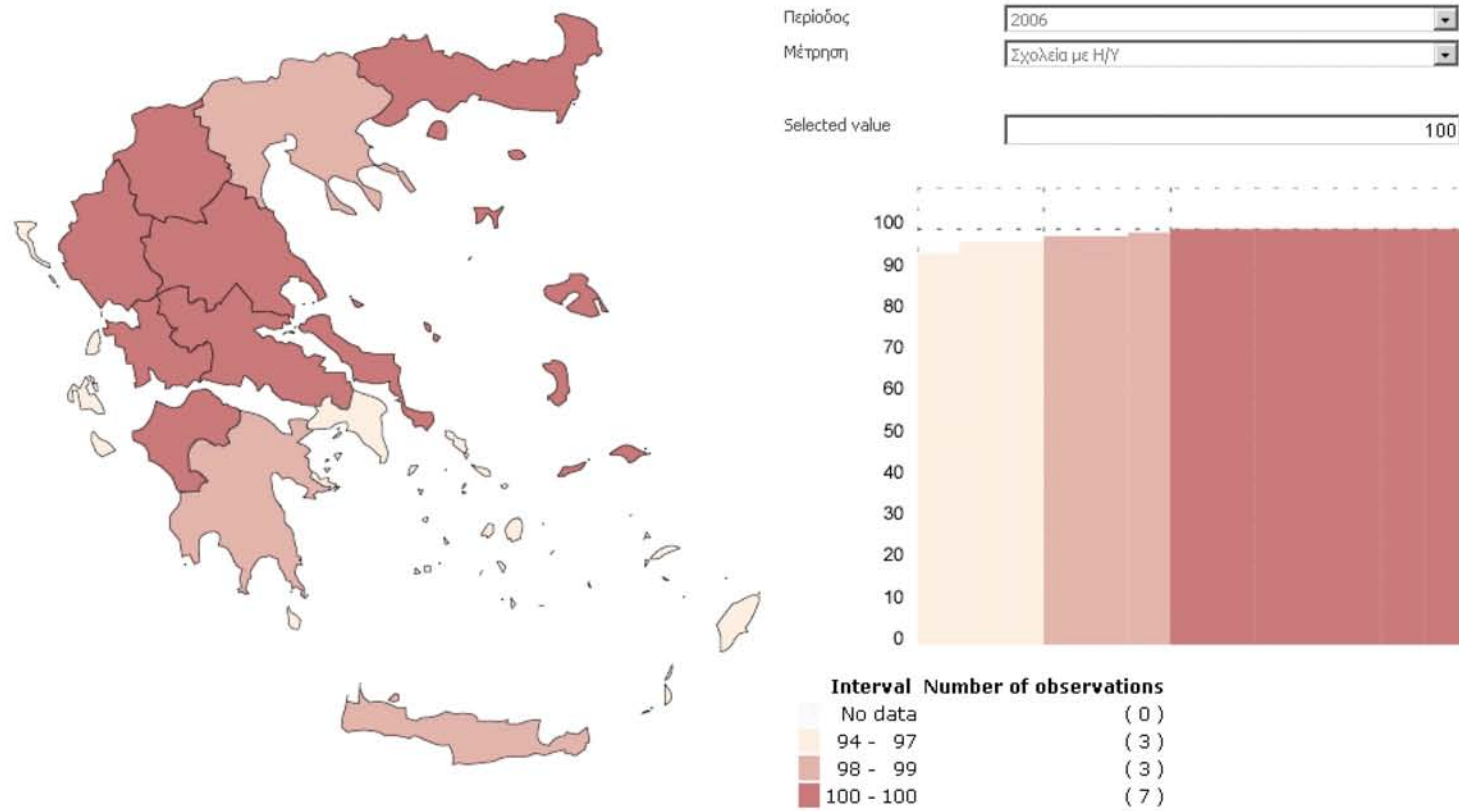 Περίοδος 2006
Μέτρηση Σχολεία με Η/Υ
Selected value 100
100
90
80
70
60
50
40
30
20
10
0
Interval Number of observations
No data ( 0 )
94 - 97 ( 3 )
98 - 99 ( 3 )
100 - 100 ( 7 )